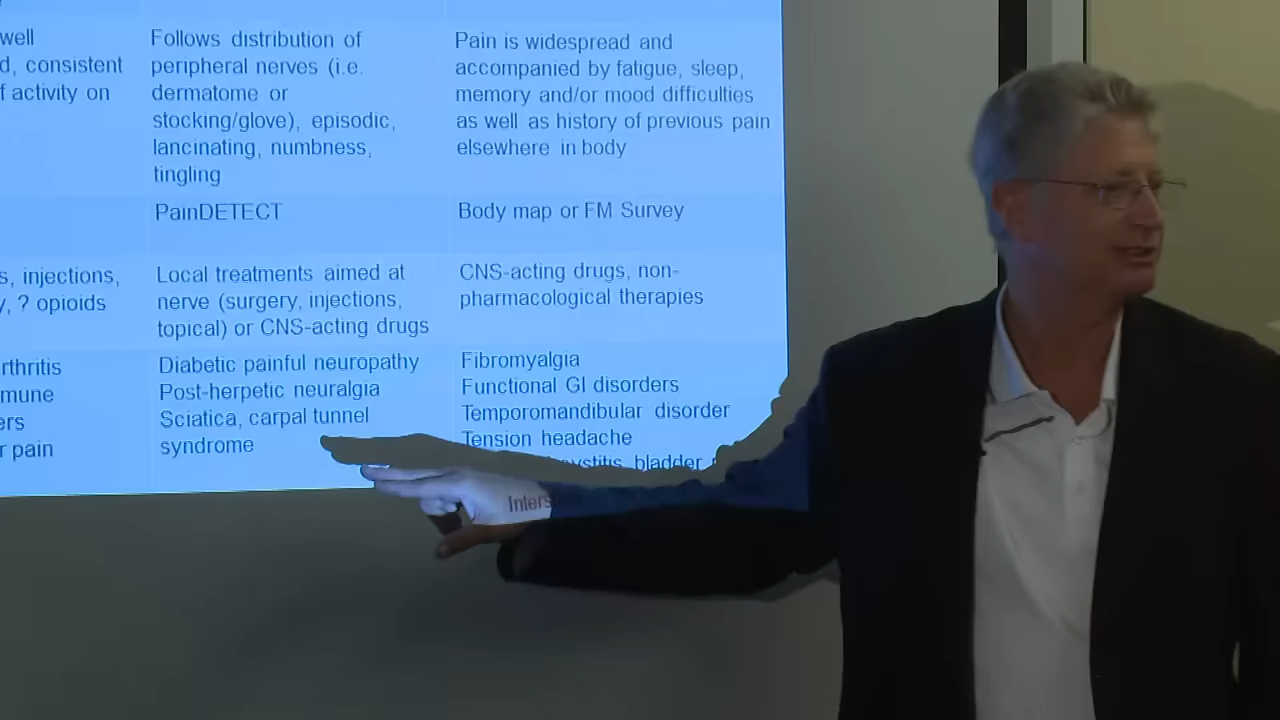 well
d, consistent
f activity on
Follows distribution of
peripheral nerves (i.e.
dermatome or
stocking/glove), episodic,
lancinating, numbness,
tingling
Pain is widespread and
accompanied by fatigue, sleep,
memory and/or mood difficulties
as well as history of previous pain
elsewhere in body
PainDETECT
Body map or FM Survey
s, injections,
y, ? opioids
Local treatments aimed at
nerve (surgery, injections,
topical) or CNS-acting drugs
CNS-acting drugs, non-
pharmacological therapies
rthritis
mune
ers
r pain
Diabetic painful neuropathy
Post-herpetic neuralgia
Sciatica, carpal tunnel
syndrome
Fibromyalgia
Functional GI disorders
Temporomandibular disorder
Tension headache
Inters ystitis, bladder